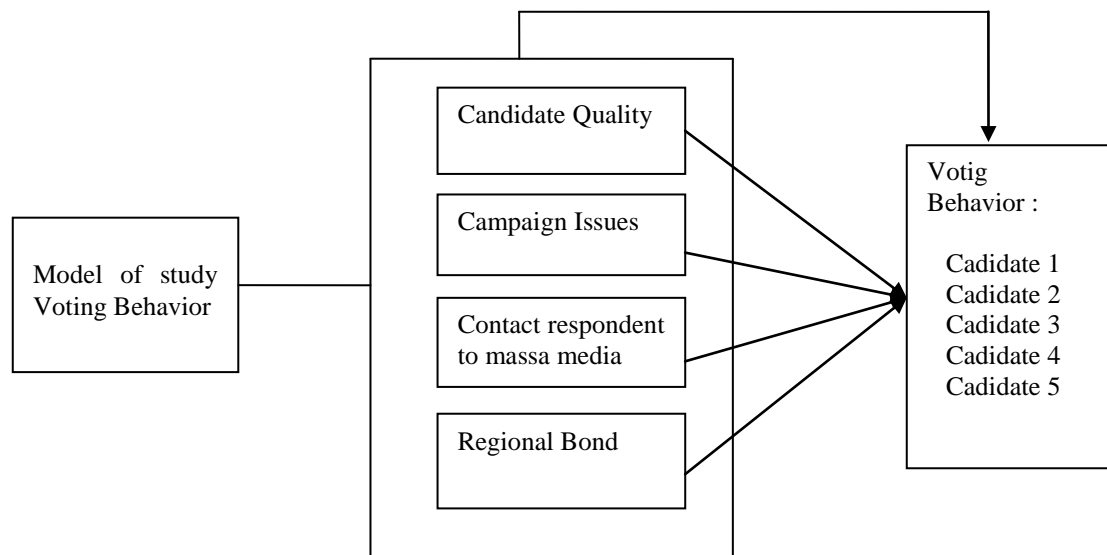 Model of study
Voting Behavior
Candidate Quality
Campaign Issues
Contact respondent
to massa media
Regional Bond
Votig
Behavior :
Cadidate 1
Cadidate 2
Cadidate 3
Cadidate 4
Cadidate 5